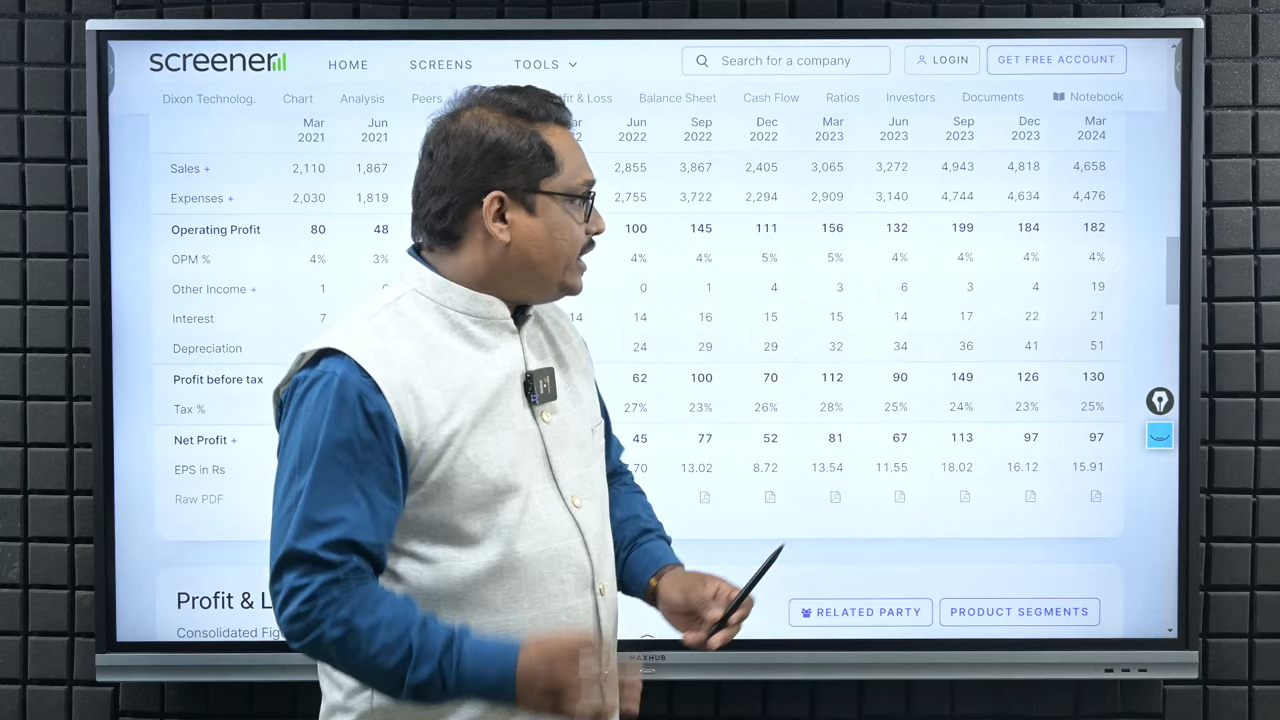 screener
HOME SCREENS TOOLS
Search for a company
LOGIN
GET FREE ACCOUNT
Dixon Technolog. Chart Analysis Peers & Loss Balance Sheet Cash Flow Ratios Investors Documents Notebook
Mar Jun Jun Sep Dec Mar Jun Sep Dec Mar
2021 2021 2022 2022 2022 2023 2023 2023 2023 2024
Sales + 2,110 1,867 2,855 3,867 2,405 3,065 3,272 4,943 4,818 4,658
Expenses + 2,030 1,819 2,755 3,722 2,294 2,909 3,140 4,744 4,634 4,476
Operating Profit 80 48 100 145 111 156 132 199 184 182
OPM % 4% 3% 4% 4% 5% 5% 4% 4% 4% 4%
Other Income + 1 0 1 4 3 6 3 4 19
Interest 7 14 14 16 15 15 14 17 22 21
Depreciation 24 29 29 32 34 36 41 51
Profit before tax 62 100 70 112 90 149 126 130
Tax % 27% 23% 26% 28% 25% 24% 23% 25%
Net Profit + 45 77 52 81 67 113 97 97
EPS in Rs 70 13.02 8.72 13.54 11.55 18.02 16.12 15.91
Raw PDF
Profit & L
RELATED PARTY
PRODUCT SEGMENTS
Consolidated Fig
MAXHUB